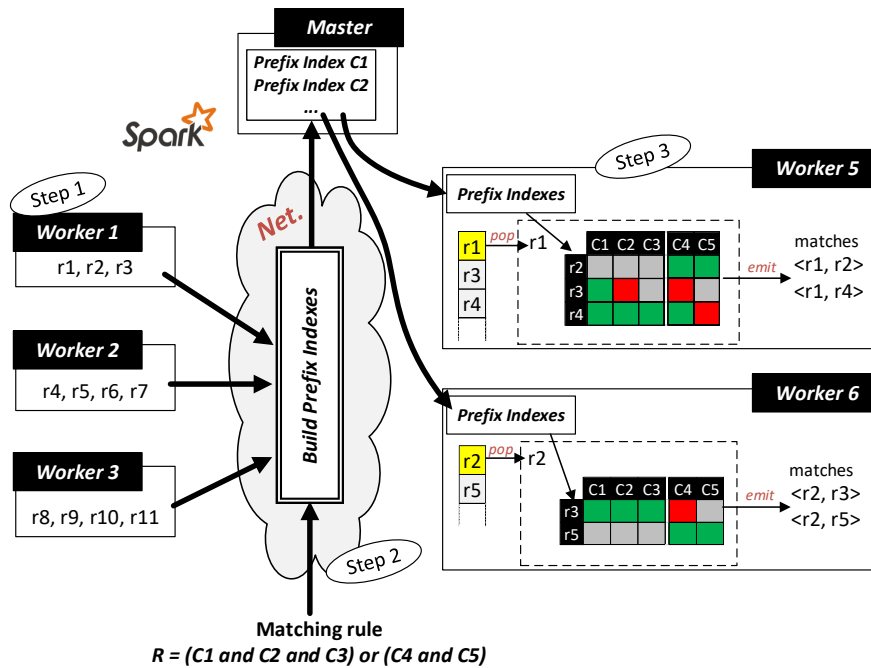 Master
Prefix Index C1
Prefix Index C2
...
Spark
Step 1
Worker 1
r1, r2, r3
Worker 2
r4, r5, r6, r7
Worker 3
r8, r9, r10, r11
Net.
Build Prefix Indexes
Step 2
Matching rule
R = (C1 and C2 and C3) or (C4 and C5)
Step 3
Worker 5
Prefix Indexes
r1
r3
r4
pop
r1
C1 C2 C3 C4 C5
r2
r3
r4
emit
matches
<r1, r2>
<r1, r4>
Worker 6
Prefix Indexes
r2
r5
pop
r2
C1 C2 C3 C4 C5
r3
r5
emit
matches
<r2, r3>
<r2, r5>